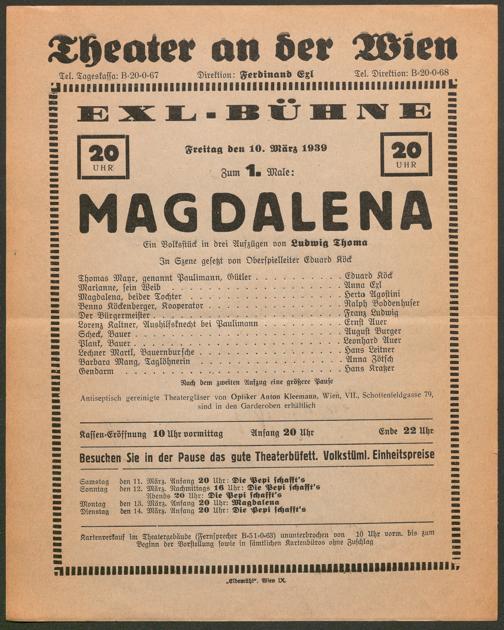 Theater an der Wien
Tel. Tageskassa: B-20-0-67 Direktion: Ferdinand Exl Tel. Direktion: B-20-0-68
EXL-BÜHNE
20 UHR Freitag den 10. März 1939 20 UHR
Zum 1. Male:
MAGDALENA
Ein Volksstück in drei Aufzügen von Ludwig Thoma
In Szene gesetzt von Oberspielleiter Eduard Köck
Thomas Mayr, genannt Paulimann, Gütler . . . . . . . . . . Eduard Köck
Marianne, sein Weib . . . . . . . . . . Anna Exl
Magdalena, beider Tochter . . . . . . . . . . Herta Agostini
Benno Köckenberger, Kooperator . . . . . . . . . . Ralph Boddenhuser
Der Bürgermeister . . . . . . . . . . Franz Ludwig
Lorenz Kaltner, Aushilfsknecht bei Paulimann . . . . . . . . . . Ernst Auer
Scheck, Bauer . . . . . . . . . . August Burger
Plank, Bauer . . . . . . . . . . Leonhard Auer
Lechner Martl, Bauernbursche . . . . . . . . . . Hans Leitner
Barbara Mang, Taglöhnerin . . . . . . . . . . Anna Zötsch
Gendarm . . . . . . . . . . Hans Kratzer
Nach dem zweiten Aufzug eine größere Pause
Antiseptisch gereinigte Theatergläser von Optiker Anton Kleemann, Wien, VII., Schottenfeldgasse 79,
sind in den Garderoben erhältlich
Kassen-Eröffnung 10 Uhr vormittag Anfang 20 Uhr Ende 22 Uhr
Besuchen Sie in der Pause das gute Theaterbüfett. Volkstüml. Einheitspreise
Samstag den 11. März. Anfang 20 Uhr: Die Pepi schafft's
Sonntag den 12. März. Nachmittags 16 Uhr: Die Pepi schafft's
Abends 20 Uhr: Die Pepi schafft's
Montag den 13. März. Anfang 20 Uhr: Magdalena
Dienstag den 14. März. Anfang 20 Uhr: Die Pepi schafft's
Kartenverkauf im Theatergebäude (Fernsprecher B-51-0-63) ununterbrochen von 10 Uhr vorm. bis zum
Beginn der Vorstellung sowie in sämtlichen Kartenbüros ohne Zuschlag
„Elbemühl“, Wien IX.